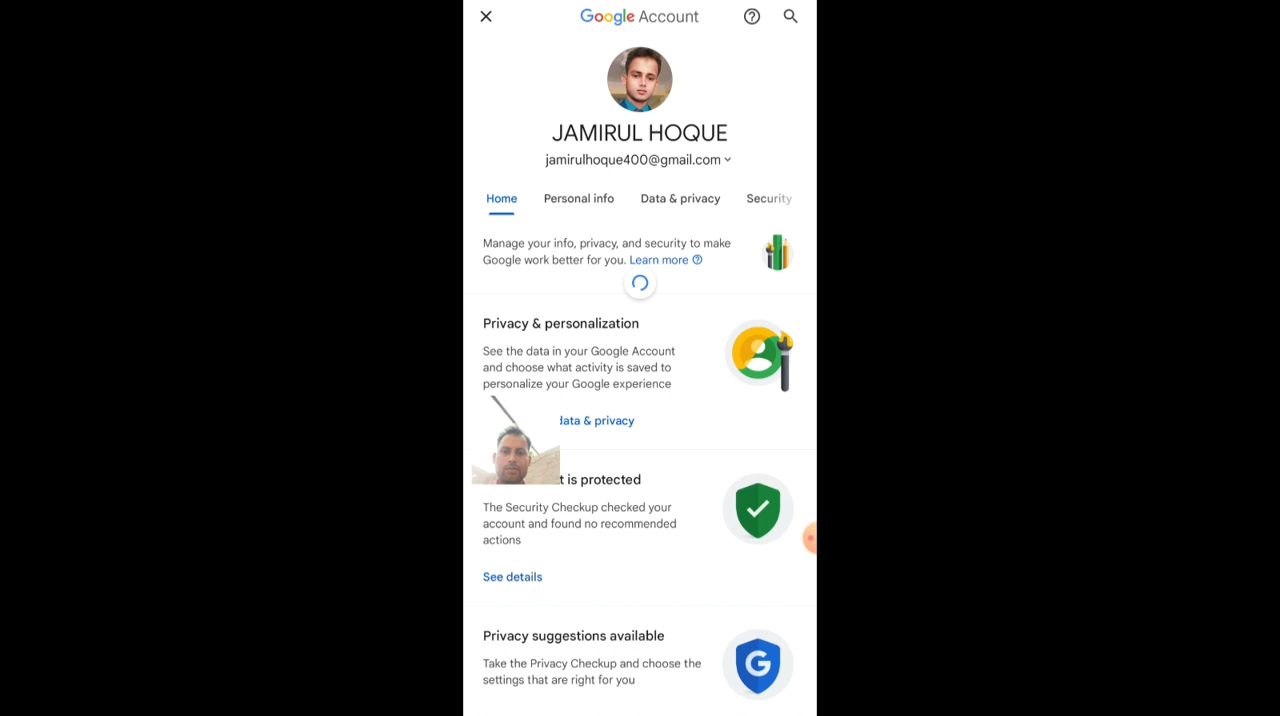 Google Account
JAMIRUL HOQUE
jamirulhoque400@gmail.com
Home Personal info Data & privacy Security
Manage your info, privacy, and security to make
Google work better for you. Learn more
Privacy & personalization
See the data in your Google Account
and choose what activity is saved to
personalize your Google experience
data & privacy
is protected
The Security Checkup checked your
account and found no recommended
actions
See details
Privacy suggestions available
Take the Privacy Checkup and choose the
settings that are right for you
G